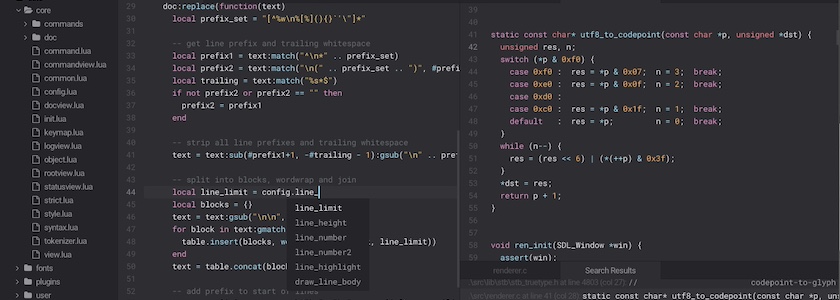 core
commands
doc
command.lua
commandview.lua
common.lua
config.lua
docview.lua
init.lua
keymap.lua
logview.lua
object.lua
rootview.lua
statusview.lua
strict.lua
style.lua
syntax.lua
tokenizer.lua
view.lua
fonts
plugins
user
29 doc:replace(function(text)
30 local prefix_set = "[^%w\n%[%](){}`'\"]*"
32
33 -- get line prefix and trailing whitespace
33 local prefix1 = text:match("^\n*" .. prefix_set)
34 local prefix2 = text:match("\n(" .. prefix_set .. ")", #prefi
35 local trailing = text:match("%s*$")
36 if not prefix2 or prefix2 == "" then
37 prefix2 = prefix1
38 end
39
40 -- strip all line prefixes and trailing whitespace
41 text = text:sub(#prefix1+1, -#trailing - 1):gsub("\n" .. pref
42
43 -- split into blocks, wordwrap and join
44 local line_limit = config.line_
45 local blocks = {}
46 text = text:gsub("\n\n",
47 for block in text:gmatch
48 table.insert(blocks, line_limit))
49 end
50 text = table.concat(block
52 -- add prefix to start of lines
line_limit
line_height
line_number
line_number2
line_highlight
draw_line_body
39
40
41 static const char* utf8_to_codepoint(const char *p, unsigned *dst) {
42 unsigned res, n;
43 switch (*p & 0xf0) {
44 case 0xf0 : res = *p & 0x07; n = 3; break;
45 case 0xe0 : res = *p & 0x0f; n = 2; break;
46 case 0xd0 :
47 case 0xc0 : res = *p & 0x1f; n = 1; break;
48 default : res = *p; n = 0; break;
49 }
50 while (n--) {
51 res = (res << 6) | (*(++p) & 0x3f);
52 }
53 *dst = res;
54 return p + 1;
55 }
58 void ren_init(SDL_Window *win) {
59 assert(win);
renderer.c
Search Results
\src\lib\stb\stb_truetype.h at line 4803 (col 27): // codepoint-to-glyph
\src\renderer.c at line 41 (col 28): static const char* utf8_to_codepoint(const char *p, un